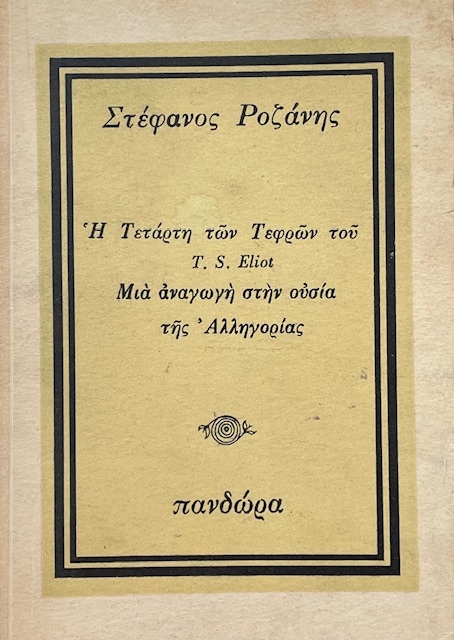 Στέφανος Ροζάνης
Ἡ Τετάρτη τῶν Τεφρῶν τοῦ
T. S. Eliot
Μιὰ ἀναγωγὴ στὴν οὐσία
τῆς Ἀλληγορίας
πανδώρα